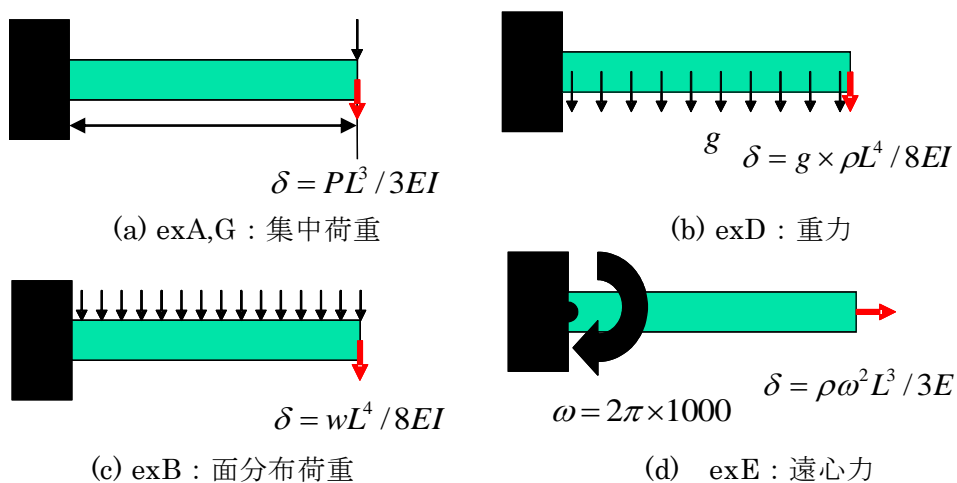 δ = PL³ / 3EI
(a) exA,G：集中荷重
g
δ = g × ρL⁴ / 8EI
(b) exD：重力
δ = wL⁴ / 8EI
(c) exB：面分布荷重
ω = 2π × 1000
δ = ρω²L³ / 3E
(d) exE：遠心力